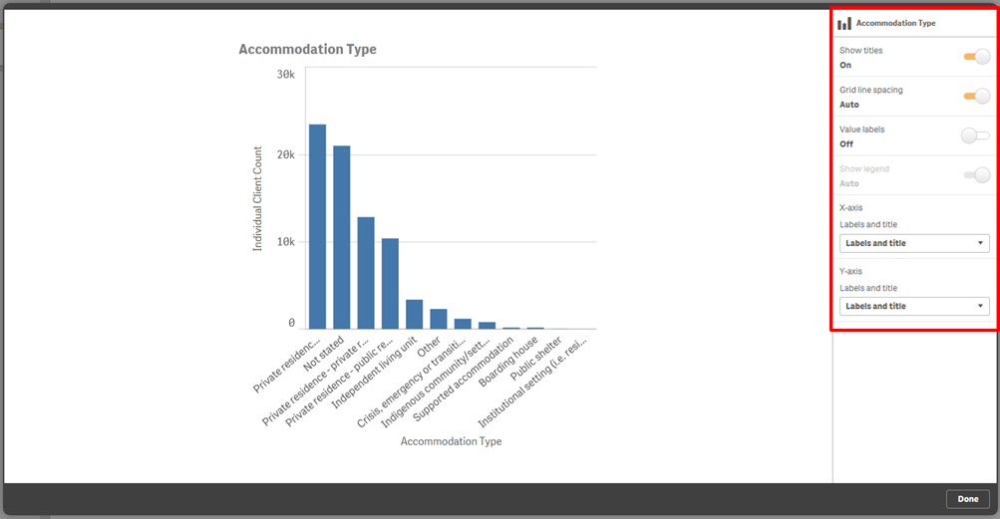 Accommodation Type
30k
20k
10k
0
Individual Client Count
Private residenc...
Not stated
Private residence - private r...
Private residence - public re...
Independent living unit
Other
Crisis, emergency or transiti...
Indigenous community/sett...
Supported accommodation
Boarding house
Public shelter
Institutional setting (i.e. resi...
Accommodation Type
Accommodation Type
Show titles
On
Grid line spacing
Auto
Value labels
Off
Show legend
Auto
X-axis
Labels and title
Labels and title
Y-axis
Labels and title
Labels and title
Done